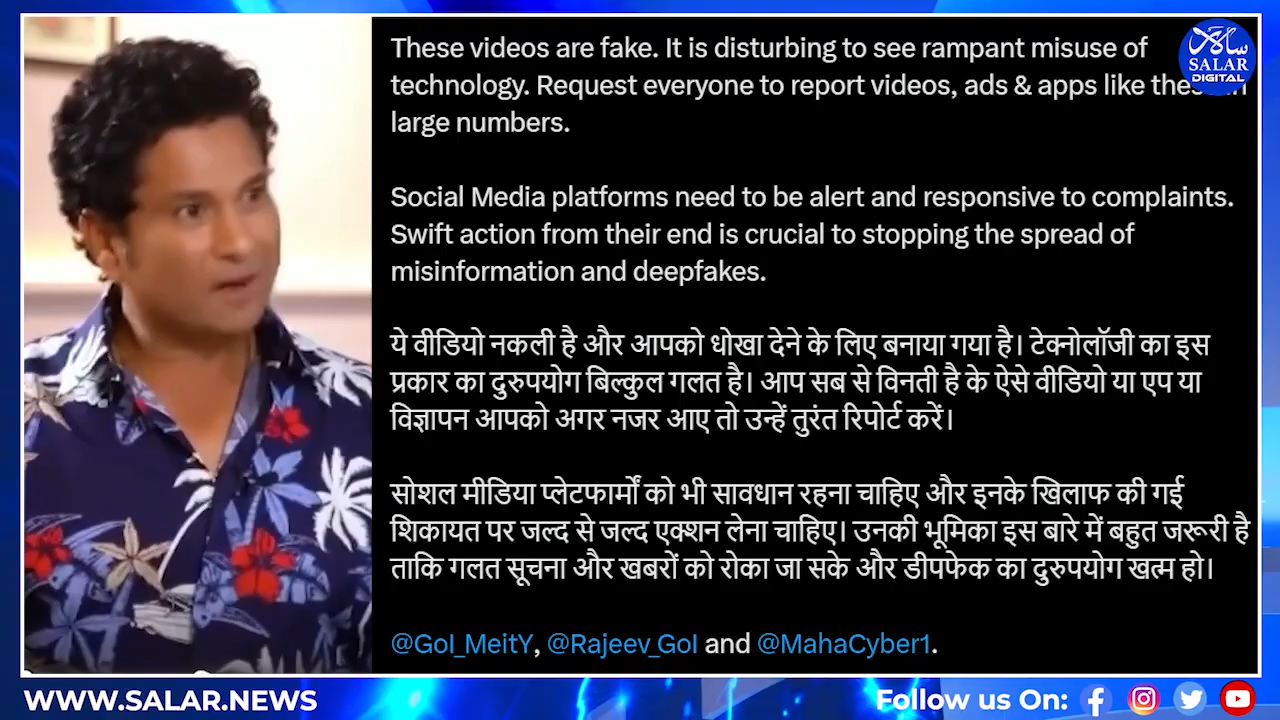 These videos are fake. It is disturbing to see rampant misuse of
technology. Request everyone to report videos, ads & apps like
large numbers.
Social Media platforms need to be alert and responsive to complaints.
Swift action from their end is crucial to stopping the spread of
misinformation and deepfakes.
ये वीडियो नकली है और आपको धोखा देने के लिए बनाया गया है। टेक्नोलॉजी का इस
प्रकार का दुरुपयोग बिल्कुल गलत है। आप सब से विनती है के ऐसे वीडियो या एप या
विज्ञापन आपको अगर नजर आए तो उन्हें तुरंत रिपोर्ट करें।
सोशल मीडिया प्लेटफार्मों को भी सावधान रहना चाहिए और इनके खिलाफ की गई
शिकायत पर जल्द से जल्द एक्शन लेना चाहिए। उनकी भूमिका इस बारे में बहुत जरूरी है
ताकि गलत सूचना और खबरों को रोका जा सके और डीपफेक का दुरुपयोग खत्म हो।
@GoI_MeitY, @Rajeev_GoI and @MahaCyber1.
سالار
SALAR
DIGITAL
WWW.SALAR.NEWS
Follow us On: